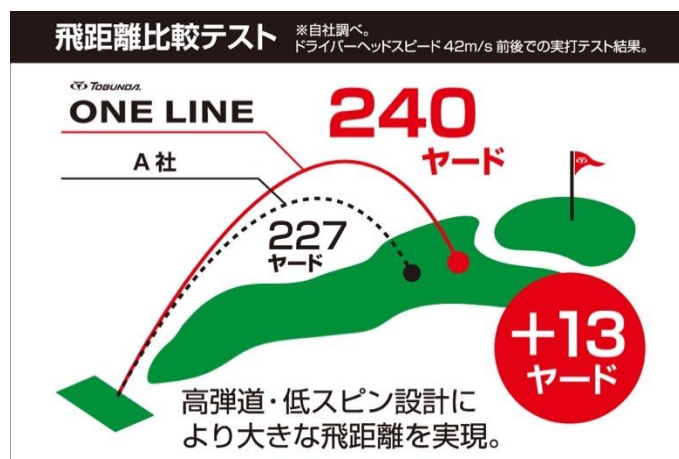 飛距離比較テスト
※自社調べ。
ドライバーヘッドスピード42m/s前後での実打テスト結果。
TOBUNDA.
ONE LINE
240
ヤード
A社
227
ヤード
+13
ヤード
高弾道・低スピン設計に
より大きな飛距離を実現。